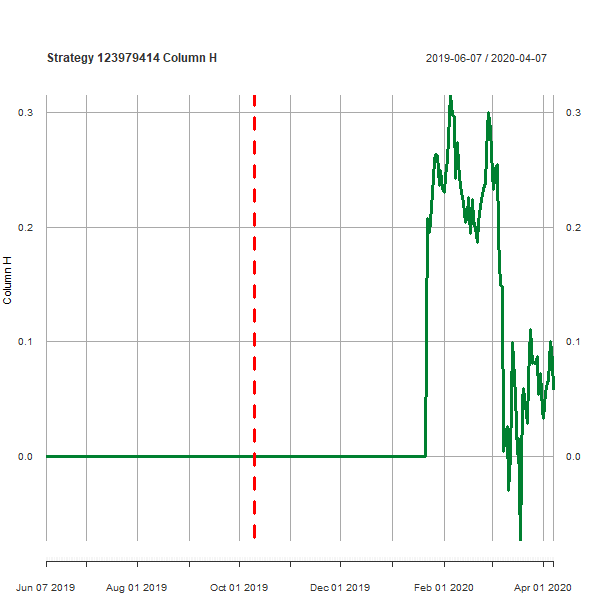 Strategy 123979414 Column H 2019-06-07 / 2020-04-07
0.3 0.3
0.2 0.2
0.1 0.1
0.0 0.0
Column H
Jun 07 2019 Aug 01 2019 Oct 01 2019 Dec 01 2019 Feb 01 2020 Apr 01 2020